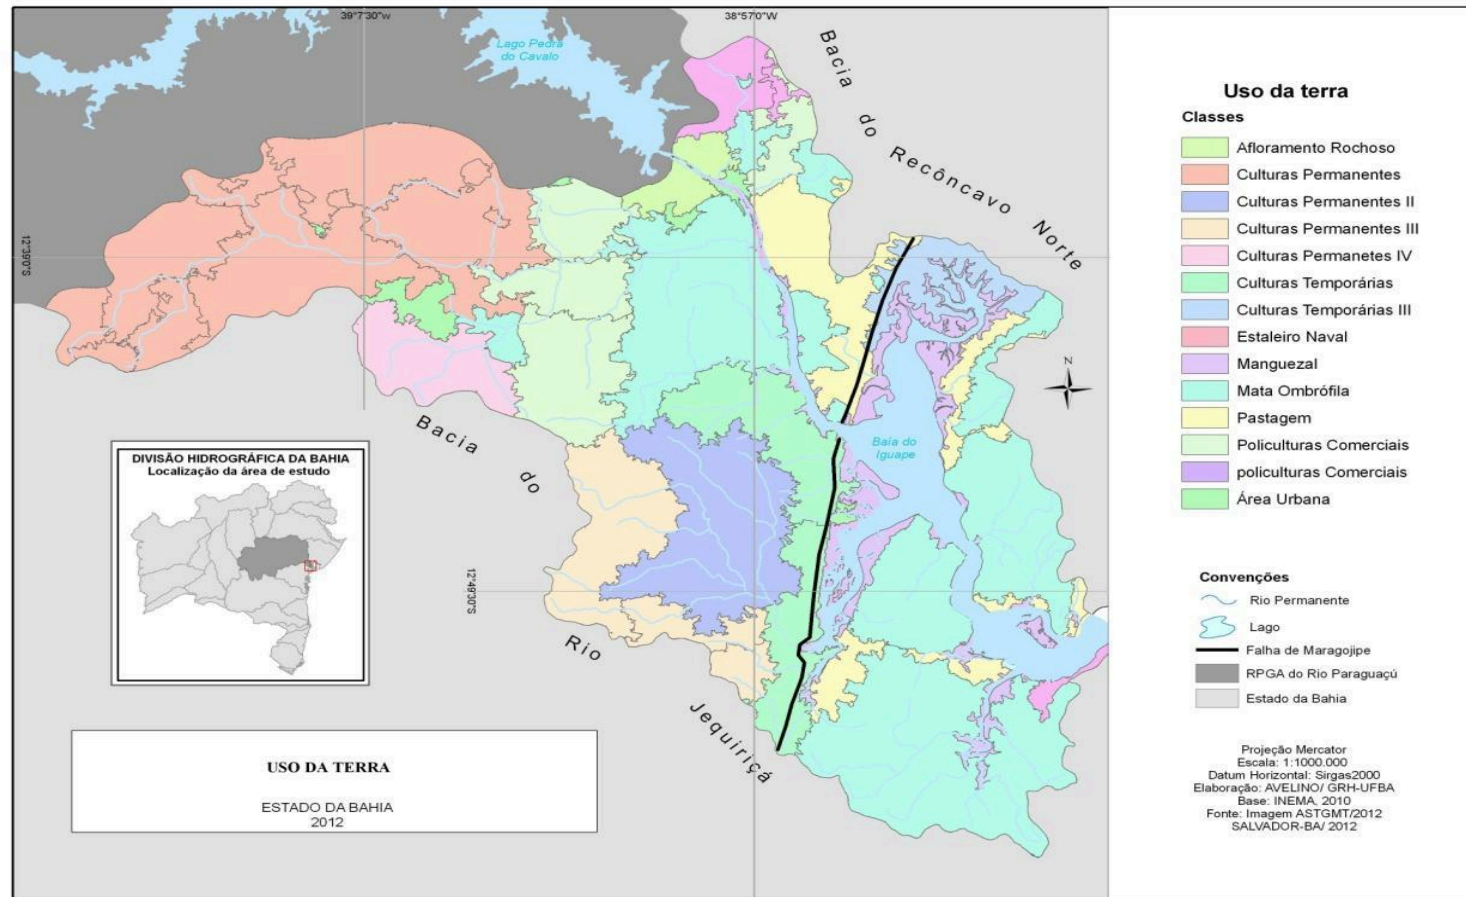 39°7'30"W
38°57'0"W
Lago Pedra
do Cavalo
Bacia do Recôncavo Norte
12°39'0"S
Baía do
Iguape
N
Bacia do Rio Jequiriçá
12°49'30"S
DIVISÃO HIDROGRÁFICA DA BAHIA
Localização da área de estudo
USO DA TERRA
ESTADO DA BAHIA
2012
Uso da terra
Classes
Afloramento Rochoso
Culturas Permanentes
Culturas Permanentes II
Culturas Permanentes III
Culturas Permanetes IV
Culturas Temporárias
Culturas Temporárias III
Estaleiro Naval
Manguezal
Mata Ombrófila
Pastagem
Policulturas Comerciais
policulturas Comerciais
Área Urbana
Convenções
Rio Permanente
Lago
Falha de Maragojipe
RPGA do Rio Paraguaçú
Estado da Bahia
Projeção Mercator
Escala: 1:1000.000
Datum Horizontal: Sirgas2000
Elaboração: AVELINO/ GRH-UFBA
Base: INEMA, 2010
Fonte: Imagem ASTGMT/2012
SALVADOR-BA/ 2012